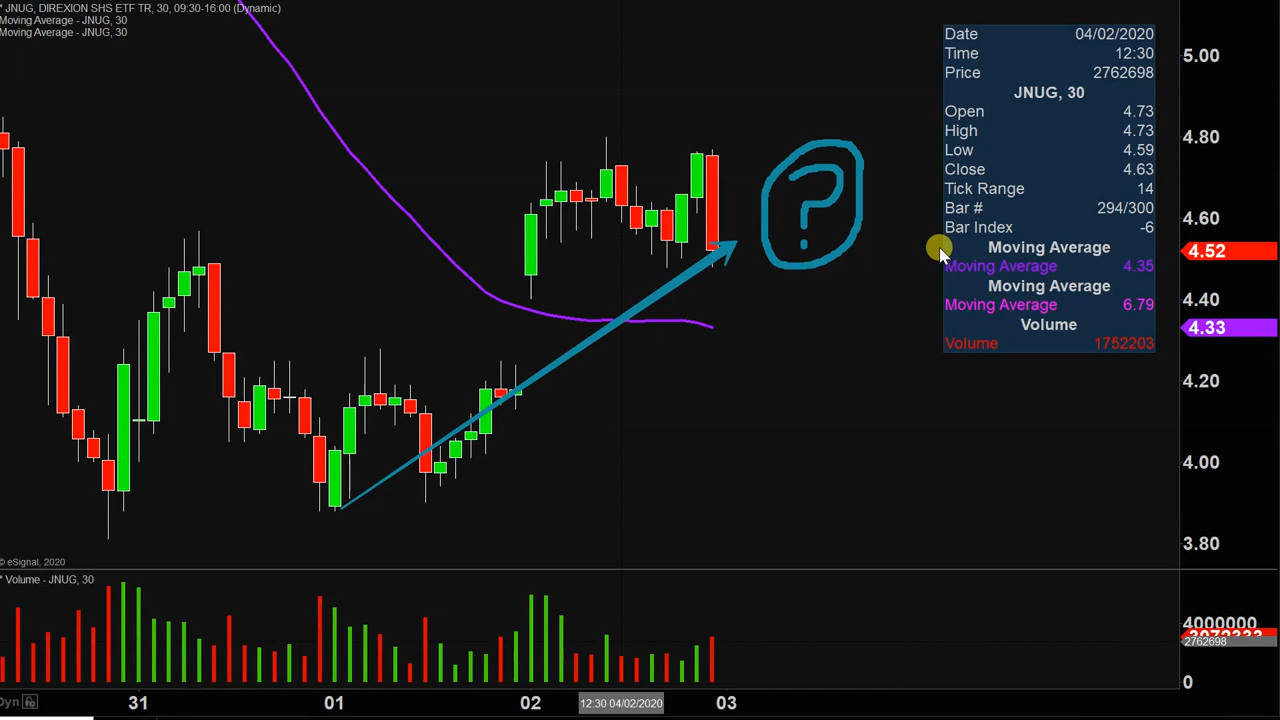 * JNUG, DIREXION SHS ETF TR, 30, 09:30-16:00 (Dynamic)
Moving Average - JNUG, 30
Moving Average - JNUG, 30
Date 04/02/2020
Time 12:30
Price 2762698
JNUG, 30
Open 4.73
High 4.73
Low 4.59
Close 4.63
Tick Range 14
Bar # 294/300
Bar Index -6
Moving Average
Moving Average 4.35
Moving Average
Moving Average 6.79
Volume
Volume 1752203
?
5.00
4.80
4.60
4.52
4.40
4.33
4.20
4.00
3.80
© eSignal, 2020
* Volume - JNUG, 30
4000000
2762698
0
Dyn 31 01 02 12:30 04/02/2020 03